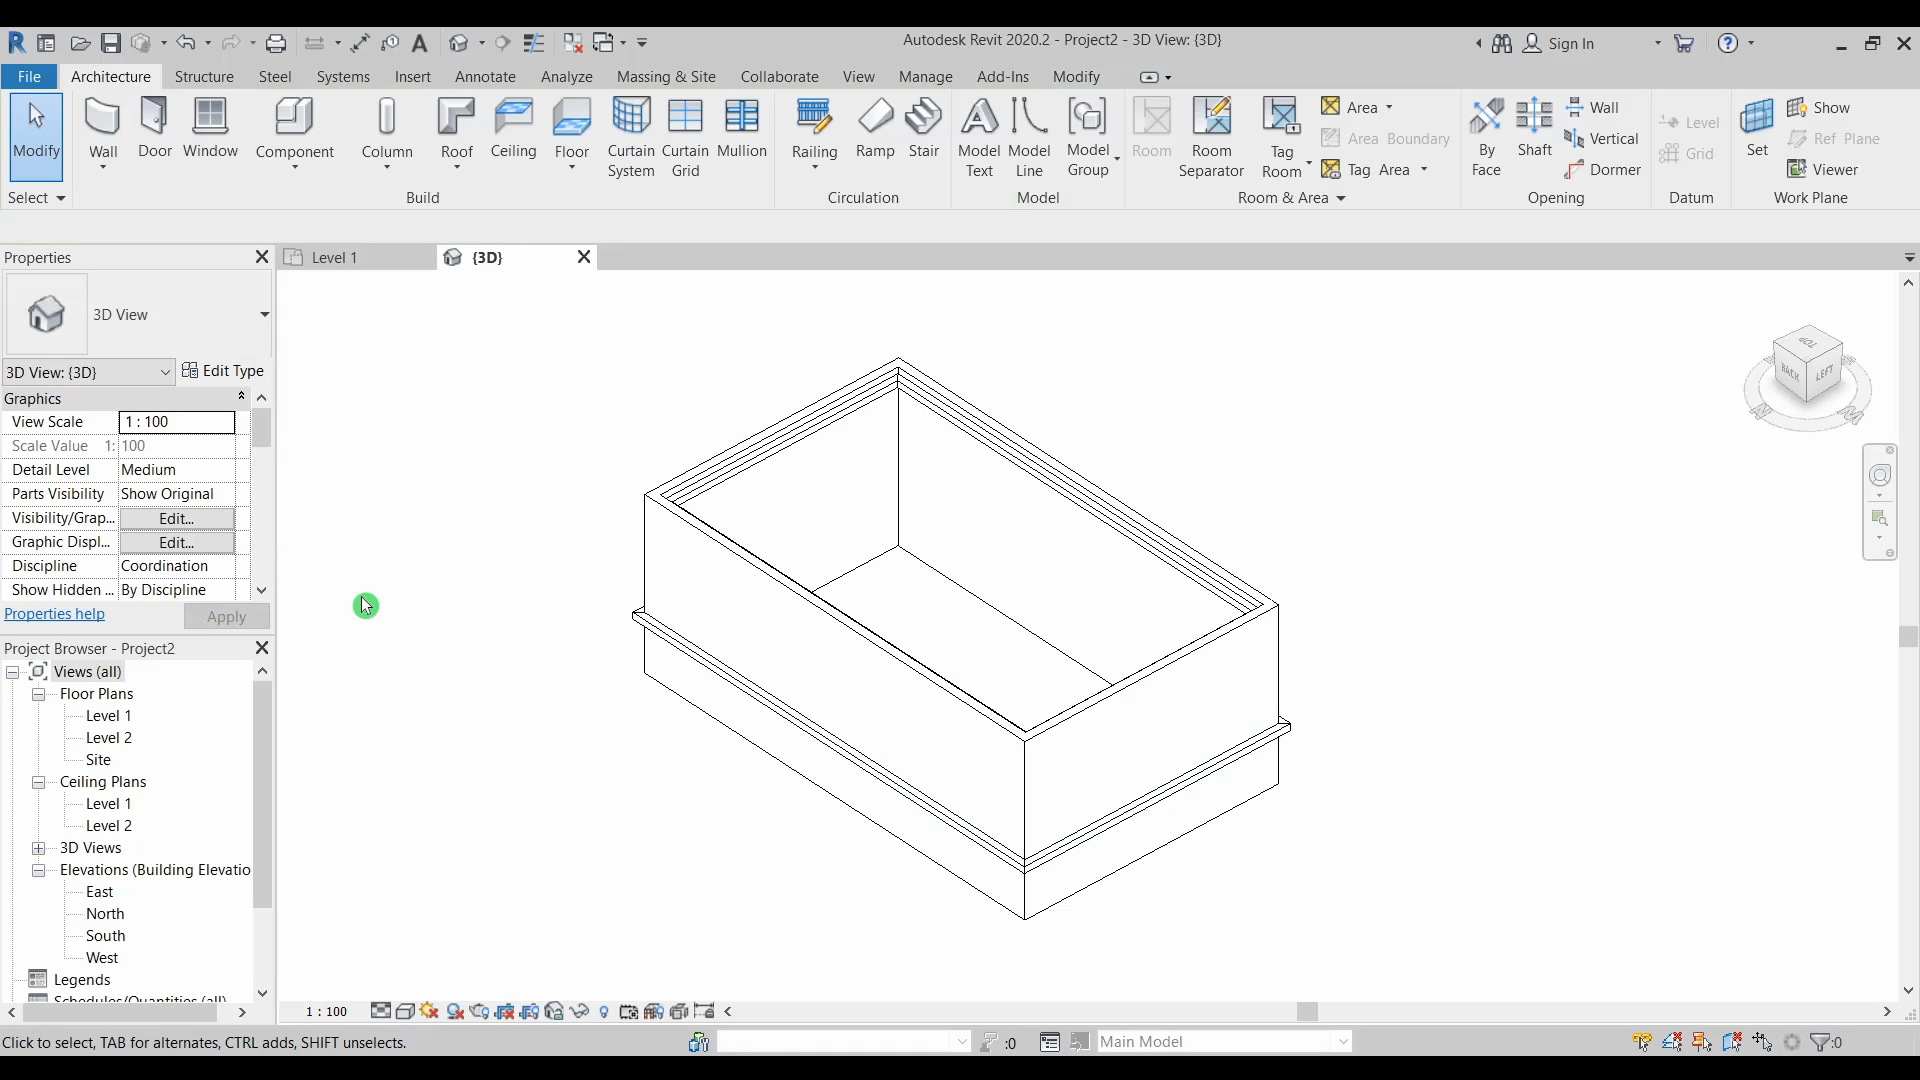 Autodesk Revit 2020.2 - Project2 - 3D View: {3D}
Sign In
File Architecture Structure Steel Systems Insert Annotate Analyze Massing & Site Collaborate View Manage Add-Ins Modify
Modify Wall Door Window Component Column Roof Ceiling Floor Curtain System Curtain Grid Mullion Railing Ramp Stair Model Text Model Line Model Group Room Room Separator Tag Room By Face Shaft Set
Area
Area Boundary
Tag Area
Wall
Vertical
Dormer
Level
Grid
Show
Ref Plane
Viewer
Select Build Circulation Model Room & Area Opening Datum Work Plane
Properties
Level 1 {3D}
3D View
3D View: {3D} Edit Type
Graphics
View Scale 1 : 100
Scale Value 1: 100
Detail Level Medium
Parts Visibility Show Original
Visibility/Grap... Edit...
Graphic Displ... Edit...
Discipline Coordination
Show Hidden ... By Discipline
Properties help Apply
Project Browser - Project2
Views (all)
Floor Plans
Level 1
Level 2
Site
Ceiling Plans
Level 1
Level 2
3D Views
Elevations (Building Elevatio
East
North
South
West
Legends
Schedules/Quantities (all)
TOP
BACK LEFT
1 : 100
Click to select, TAB for alternates, CTRL adds, SHIFT unselects.
:0
Main Model
:0